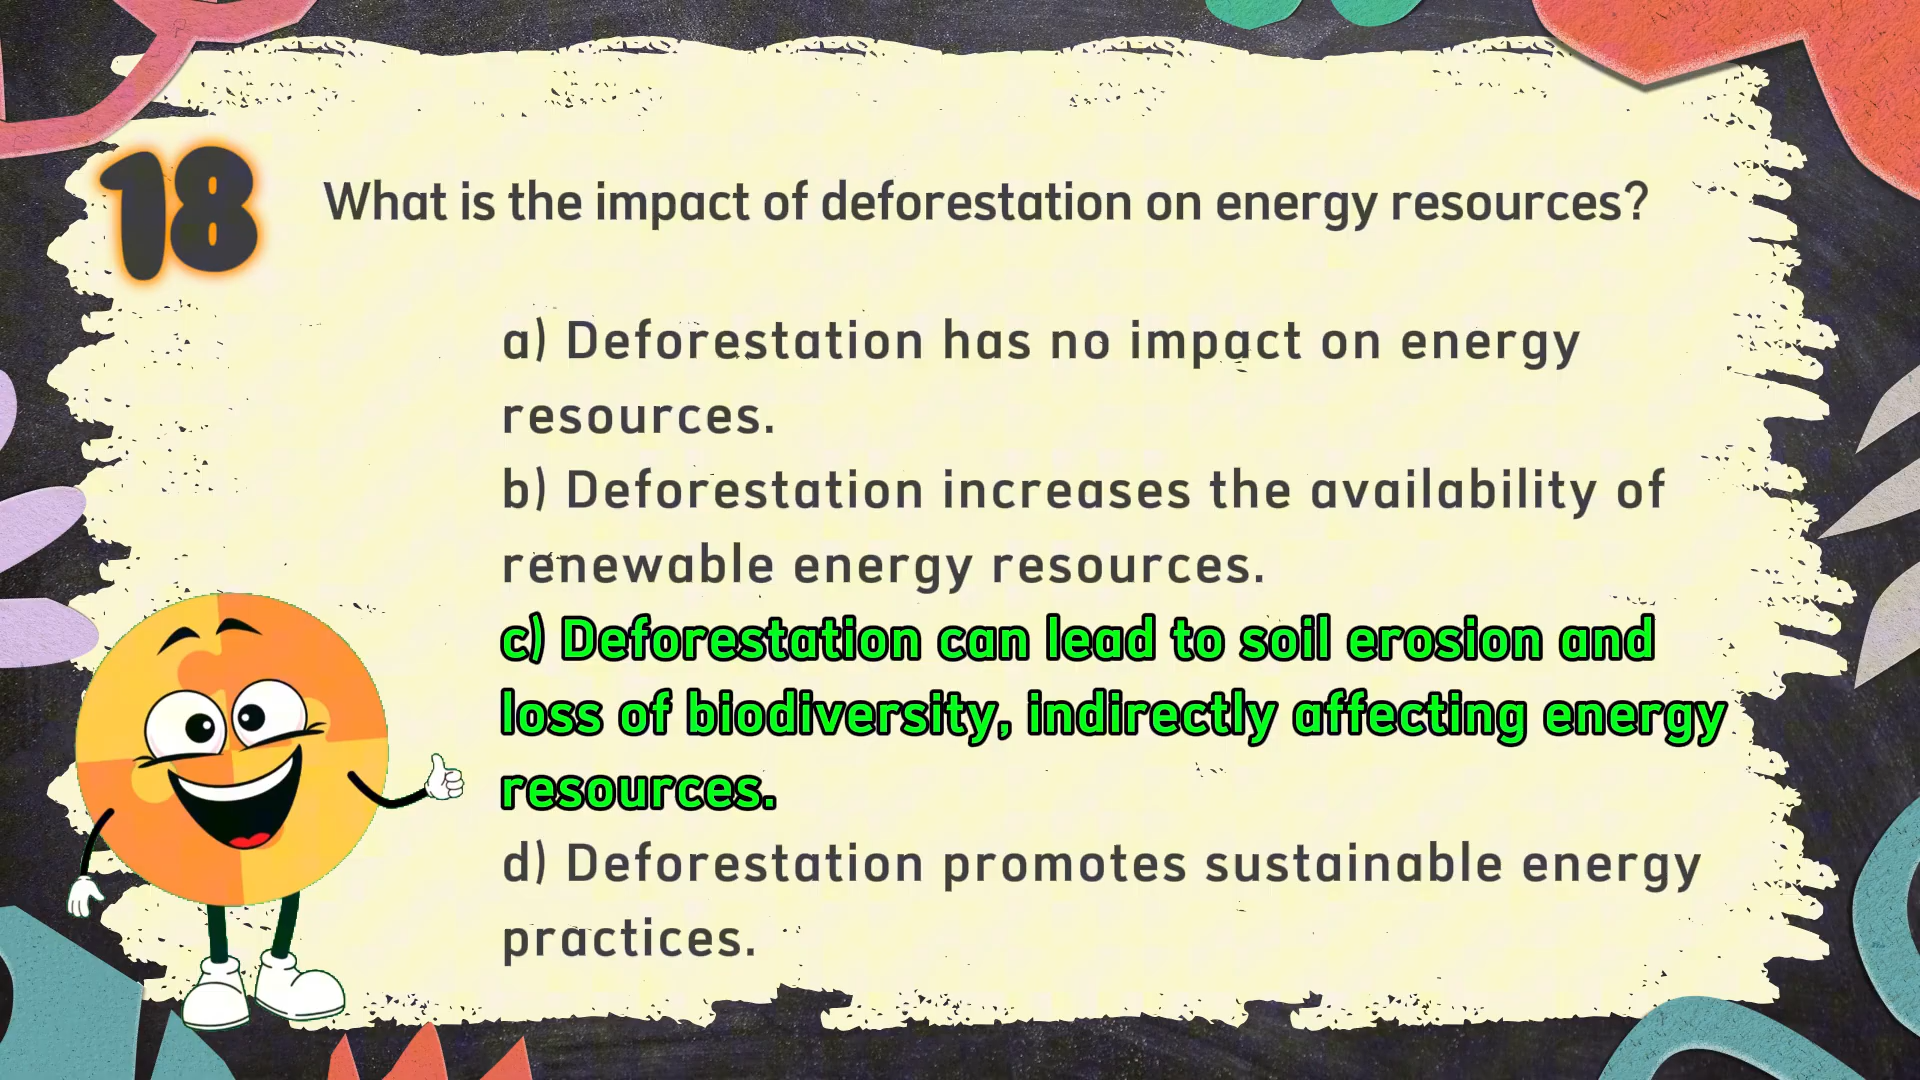 18
What is the impact of deforestation on energy resources?
a) Deforestation has no impact on energy
resources.
b) Deforestation increases the availability of
renewable energy resources.
c) Deforestation can lead to soil erosion and
loss of biodiversity, indirectly affecting energy
resources.
d) Deforestation promotes sustainable energy
practices.